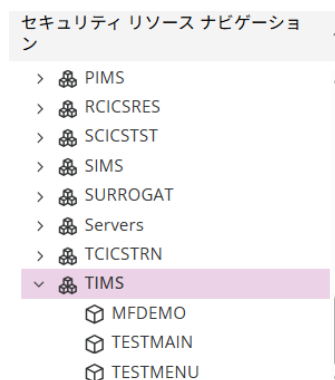 セキュリティ リソース ナビゲーショ
ン
PIMS
RCICSRES
SCICSTST
SIMS
SURROGAT
Servers
TCICSTRN
TIMS
MFDEMO
TESTMAIN
TESTMENU